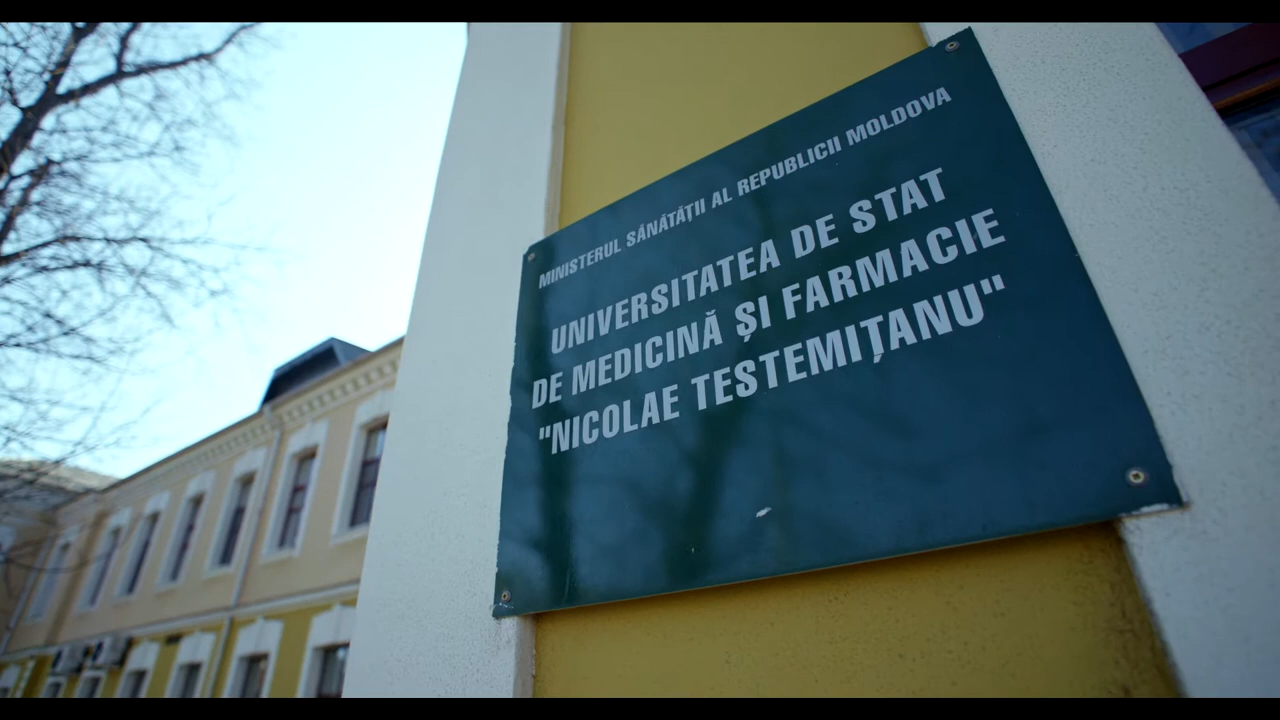 MINISTERUL SĂNĂTĂȚII AL REPUBLICII MOLDOVA
UNIVERSITATEA DE STAT
DE MEDICINĂ ȘI FARMACIE
"NICOLAE TESTEMIȚANU"